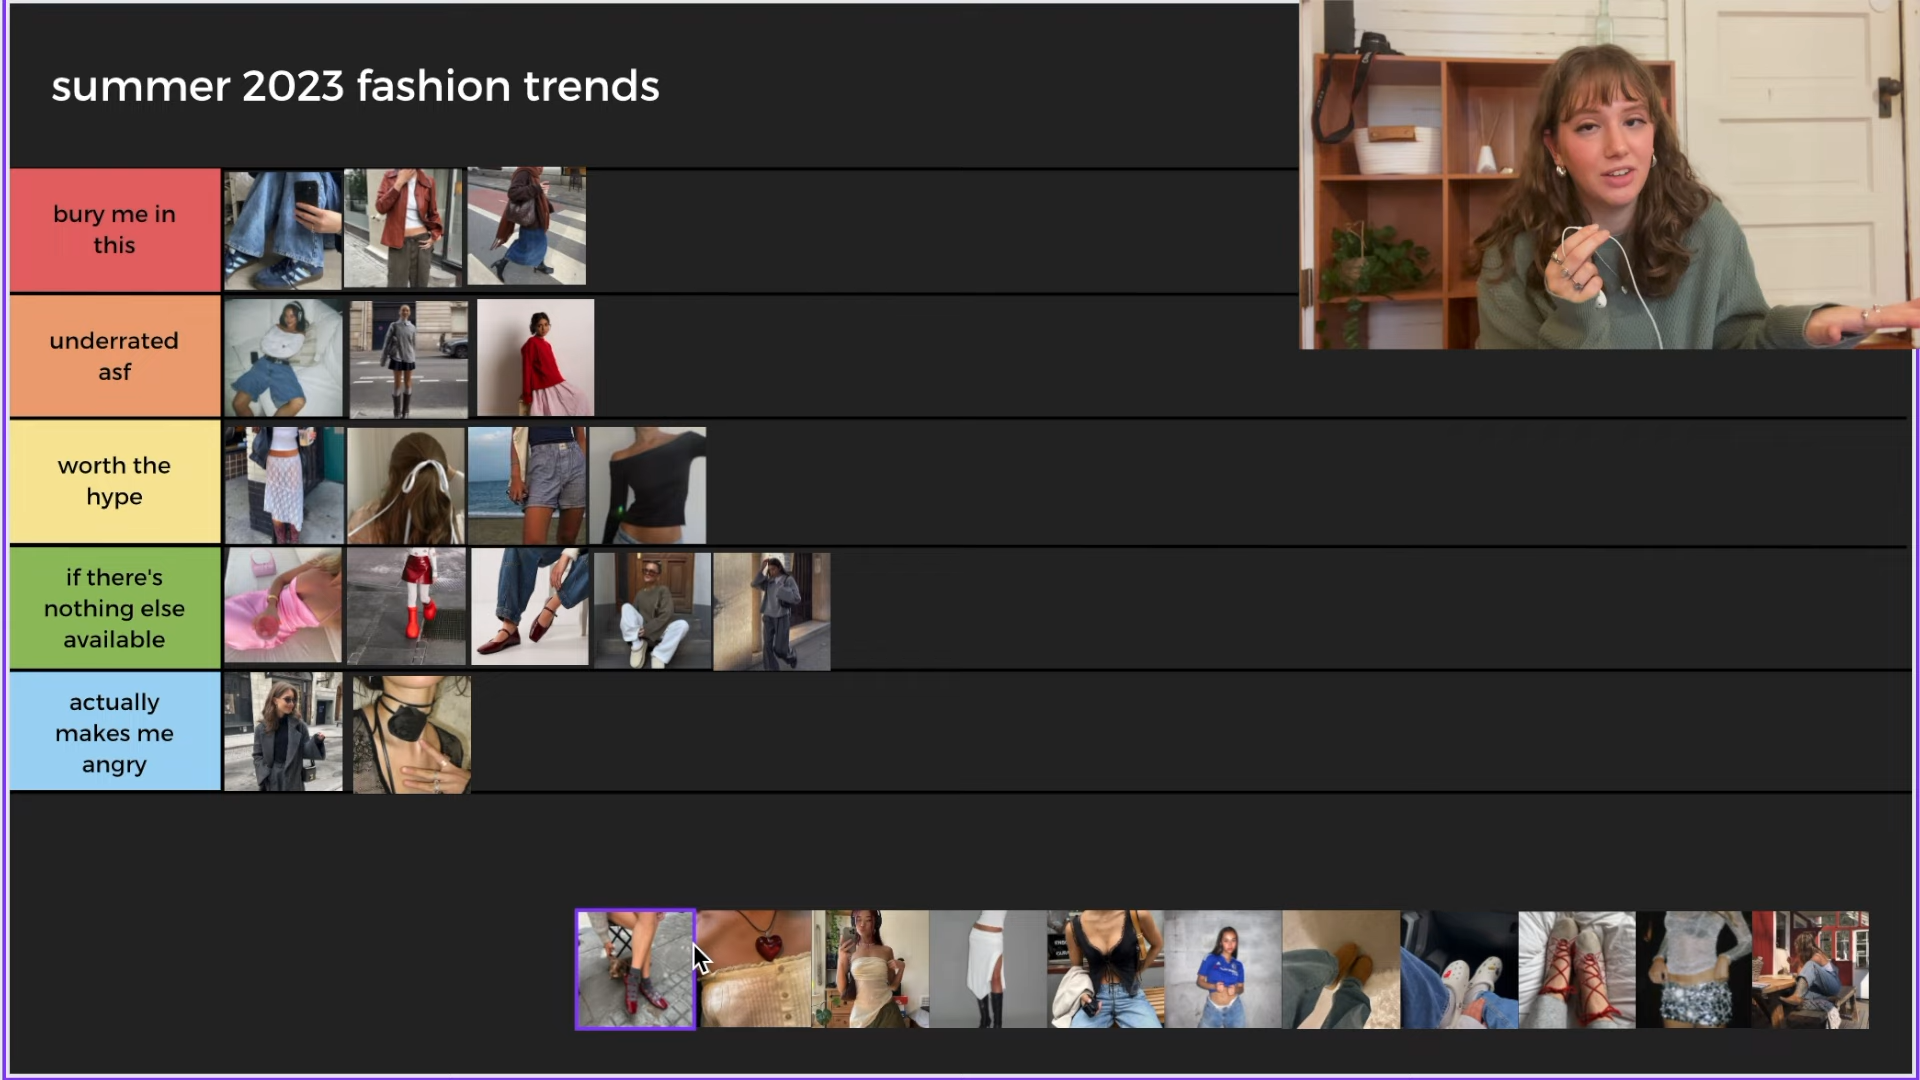 summer 2023 fashion trends
bury me in
this
underrated
asf
worth the
hype
if there's
nothing else
available
actually
makes me
angry